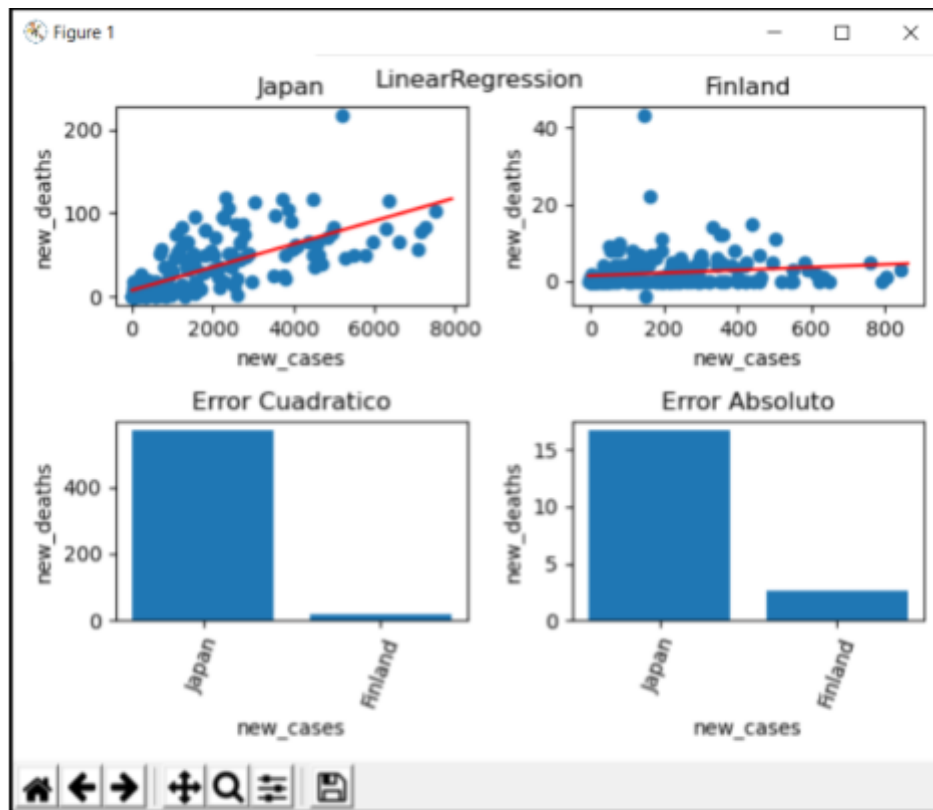 Figure 1
LinearRegression
Japan
new_deaths
200
100
0
0 2000 4000 6000 8000
new_cases
Finland
new_deaths
40
20
0
0 200 400 600 800
new_cases
Error Cuadratico
new_deaths
400
200
0
Japan Finland
new_cases
Error Absoluto
new_deaths
15
10
5
0
Japan Finland
new_cases